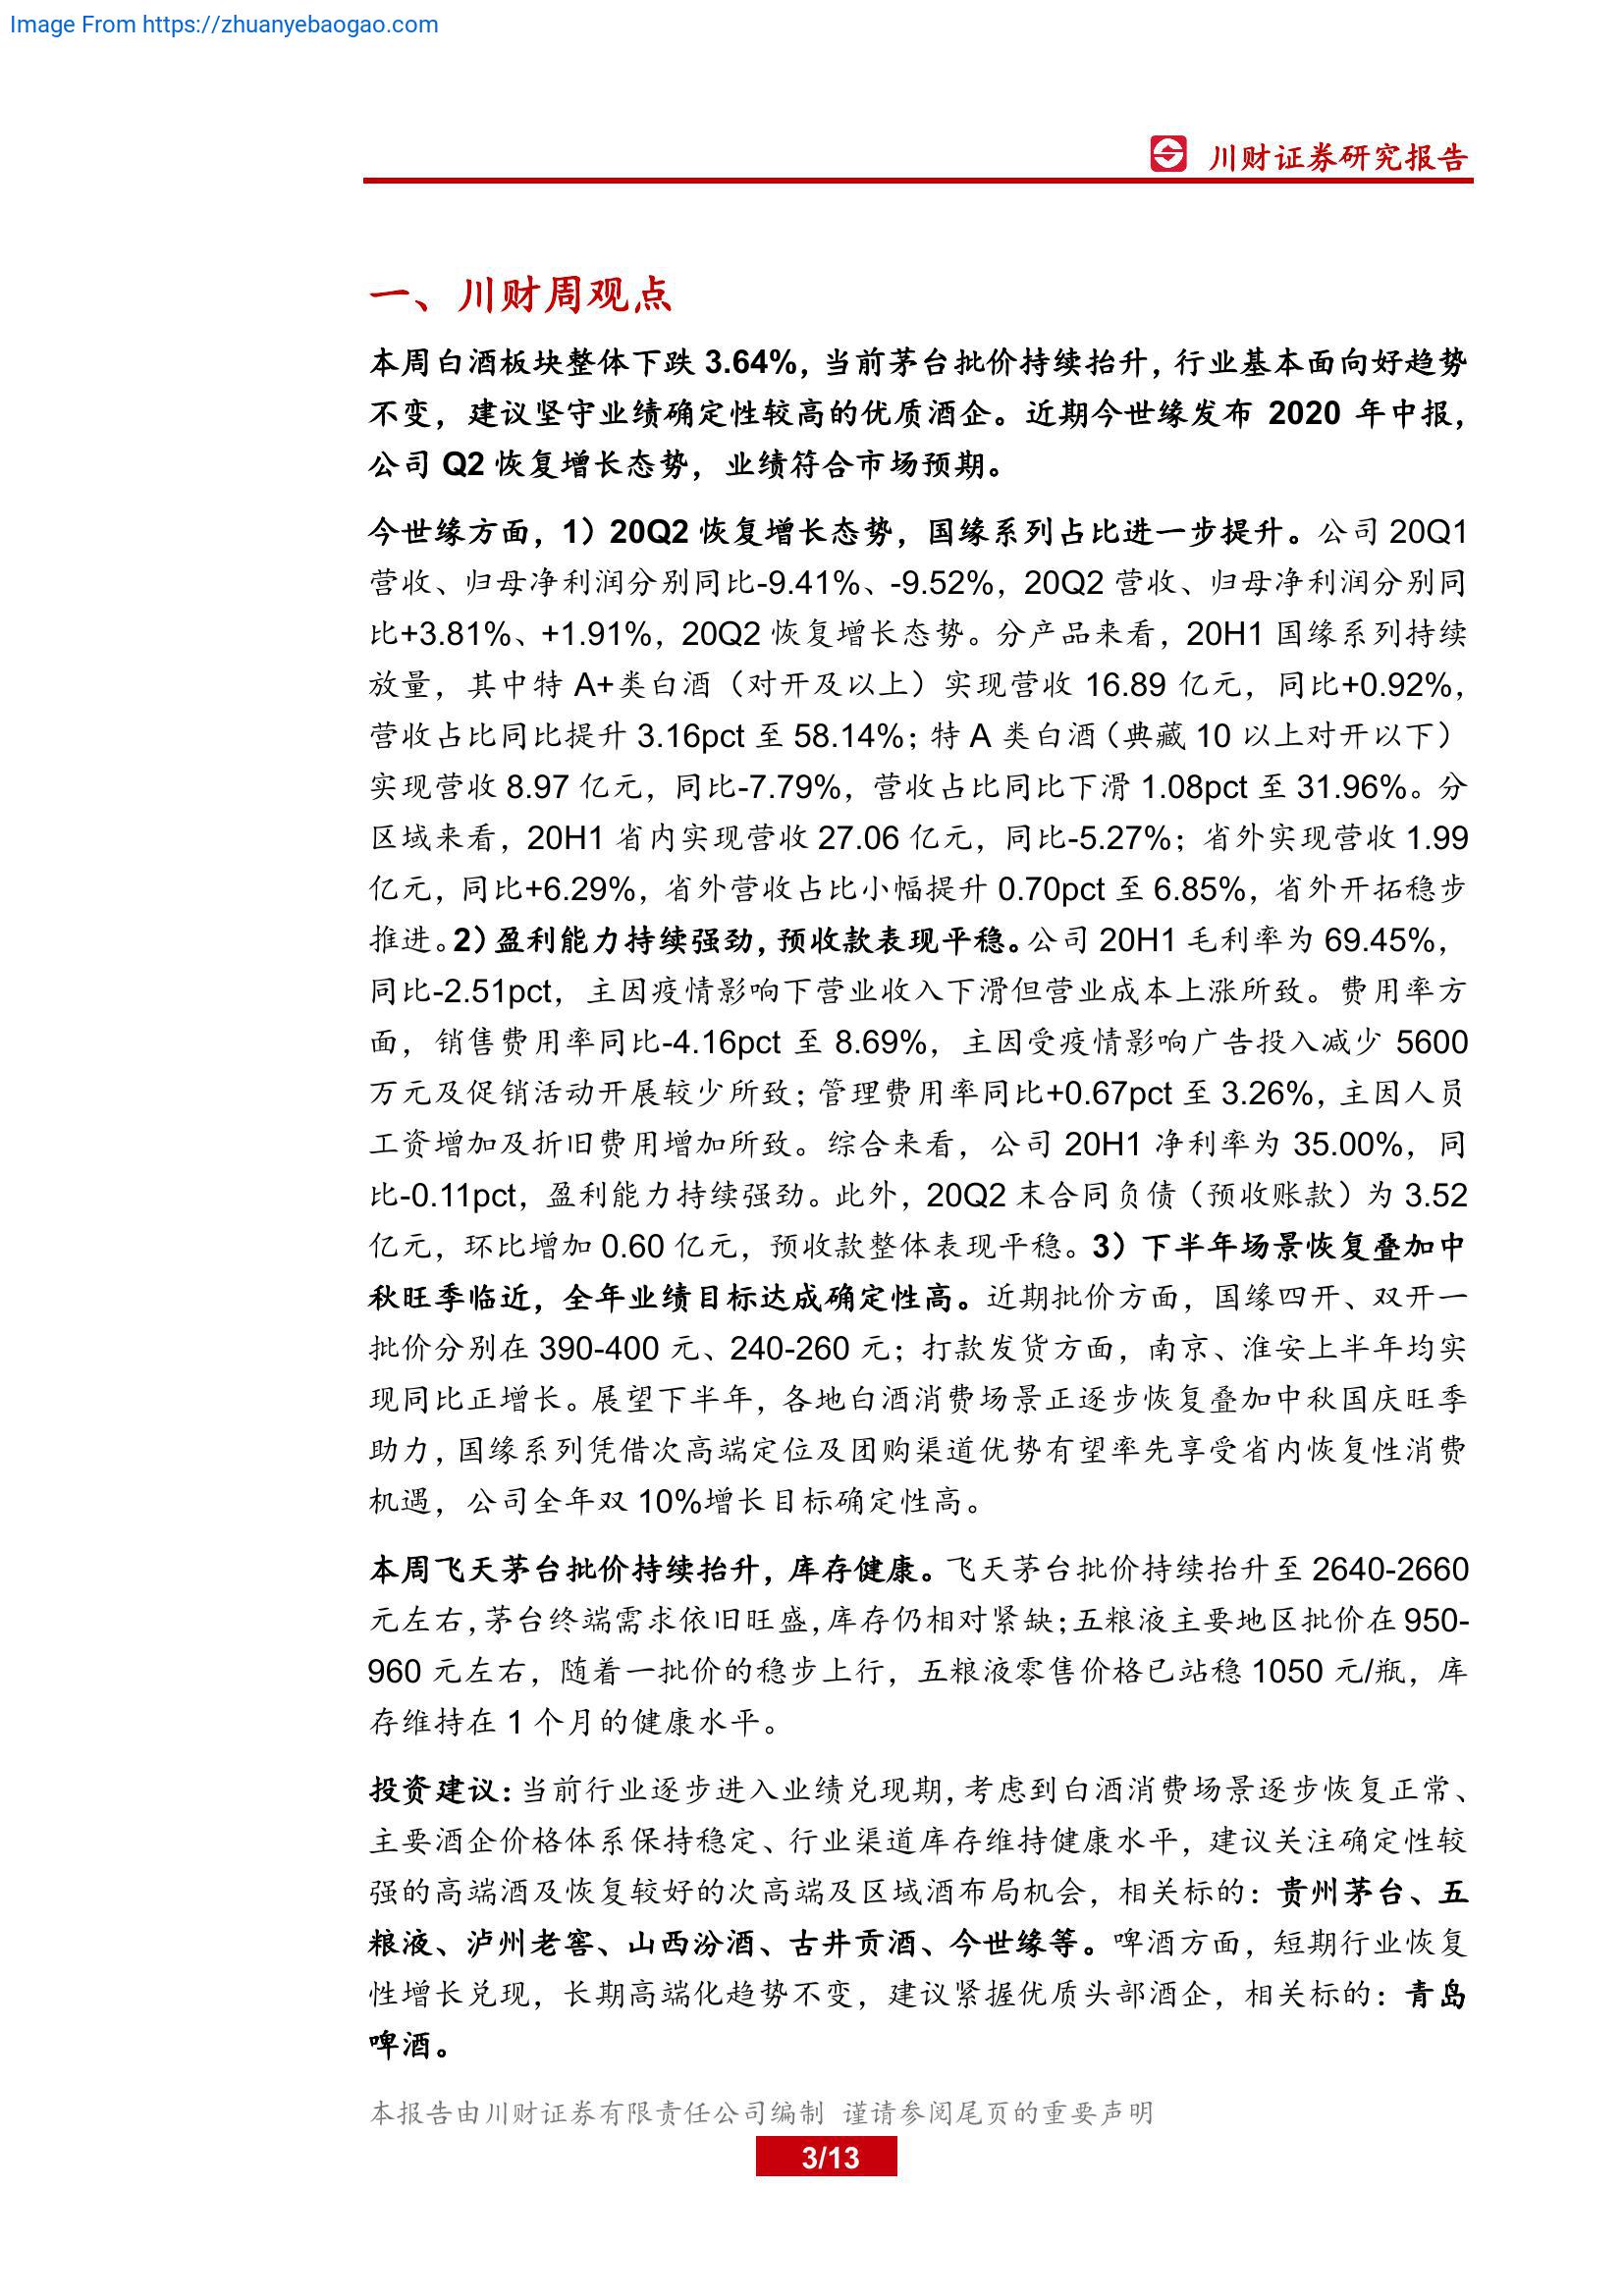 Image From https://zhuanyebaogao.com
川财证券研究报告
一、川财周观点
本周白酒板块整体下跌 3.64%，当前茅台批价持续抬升，行业基本面向好趋势
不变，建议坚守业绩确定性较高的优质酒企。近期今世缘发布 2020 年中报，
公司 Q2 恢复增长态势，业绩符合市场预期。
今世缘方面，1）20Q2 恢复增长态势，国缘系列占比进一步提升。公司 20Q1
营收、归母净利润分别同比-9.41%、-9.52%，20Q2 营收、归母净利润分别同
比+3.81%、+1.91%，20Q2 恢复增长态势。分产品来看，20H1 国缘系列持续
放量，其中特 A+类白酒（对开及以上）实现营收 16.89 亿元，同比+0.92%，
营收占比同比提升 3.16pct 至 58.14%；特 A 类白酒（典藏 10 以上对开以下）
实现营收 8.97 亿元，同比-7.79%，营收占比同比下滑 1.08pct 至 31.96%。分
区域来看，20H1 省内实现营收 27.06 亿元，同比-5.27%；省外实现营收 1.99
亿元，同比+6.29%，省外营收占比小幅提升 0.70pct 至 6.85%，省外开拓稳步
推进。2）盈利能力持续强劲，预收款表现平稳。公司 20H1 毛利率为 69.45%，
同比-2.51pct，主因疫情影响下营业收入下滑但营业成本上涨所致。费用率方
面，销售费用率同比-4.16pct 至 8.69%，主因受疫情影响广告投入减少 5600
万元及促销活动开展较少所致；管理费用率同比+0.67pct 至 3.26%，主因人员
工资增加及折旧费用增加所致。综合来看，公司 20H1 净利率为 35.00%，同
比-0.11pct，盈利能力持续强劲。此外，20Q2 末合同负债（预收账款）为 3.52
亿元，环比增加 0.60 亿元，预收款整体表现平稳。3）下半年场景恢复叠加中
秋旺季临近，全年业绩目标达成确定性高。近期批价方面，国缘四开、双开一
批价分别在 390-400 元、240-260 元；打款发货方面，南京、淮安上半年均实
现同比正增长。展望下半年，各地白酒消费场景正逐步恢复叠加中秋国庆旺季
助力，国缘系列凭借次高端定位及团购渠道优势有望率先享受省内恢复性消费
机遇，公司全年双 10%增长目标确定性高。
本周飞天茅台批价持续抬升，库存健康。飞天茅台批价持续抬升至 2640-2660
元左右，茅台终端需求依旧旺盛，库存仍相对紧缺；五粮液主要地区批价在 950-
960 元左右，随着一批价的稳步上行，五粮液零售价格已站稳 1050 元/瓶，库
存维持在 1 个月的健康水平。
投资建议：当前行业逐步进入业绩兑现期，考虑到白酒消费场景逐步恢复正常、
主要酒企价格体系保持稳定、行业渠道库存维持健康水平，建议关注确定性较
强的高端酒及恢复较好的次高端及区域酒布局机会，相关标的：贵州茅台、五
粮液、泸州老窖、山西汾酒、古井贡酒、今世缘等。啤酒方面，短期行业恢复
性增长兑现，长期高端化趋势不变，建议紧握优质头部酒企，相关标的：青岛
啤酒。
本报告由川财证券有限责任公司编制 谨请参阅尾页的重要声明
3/13